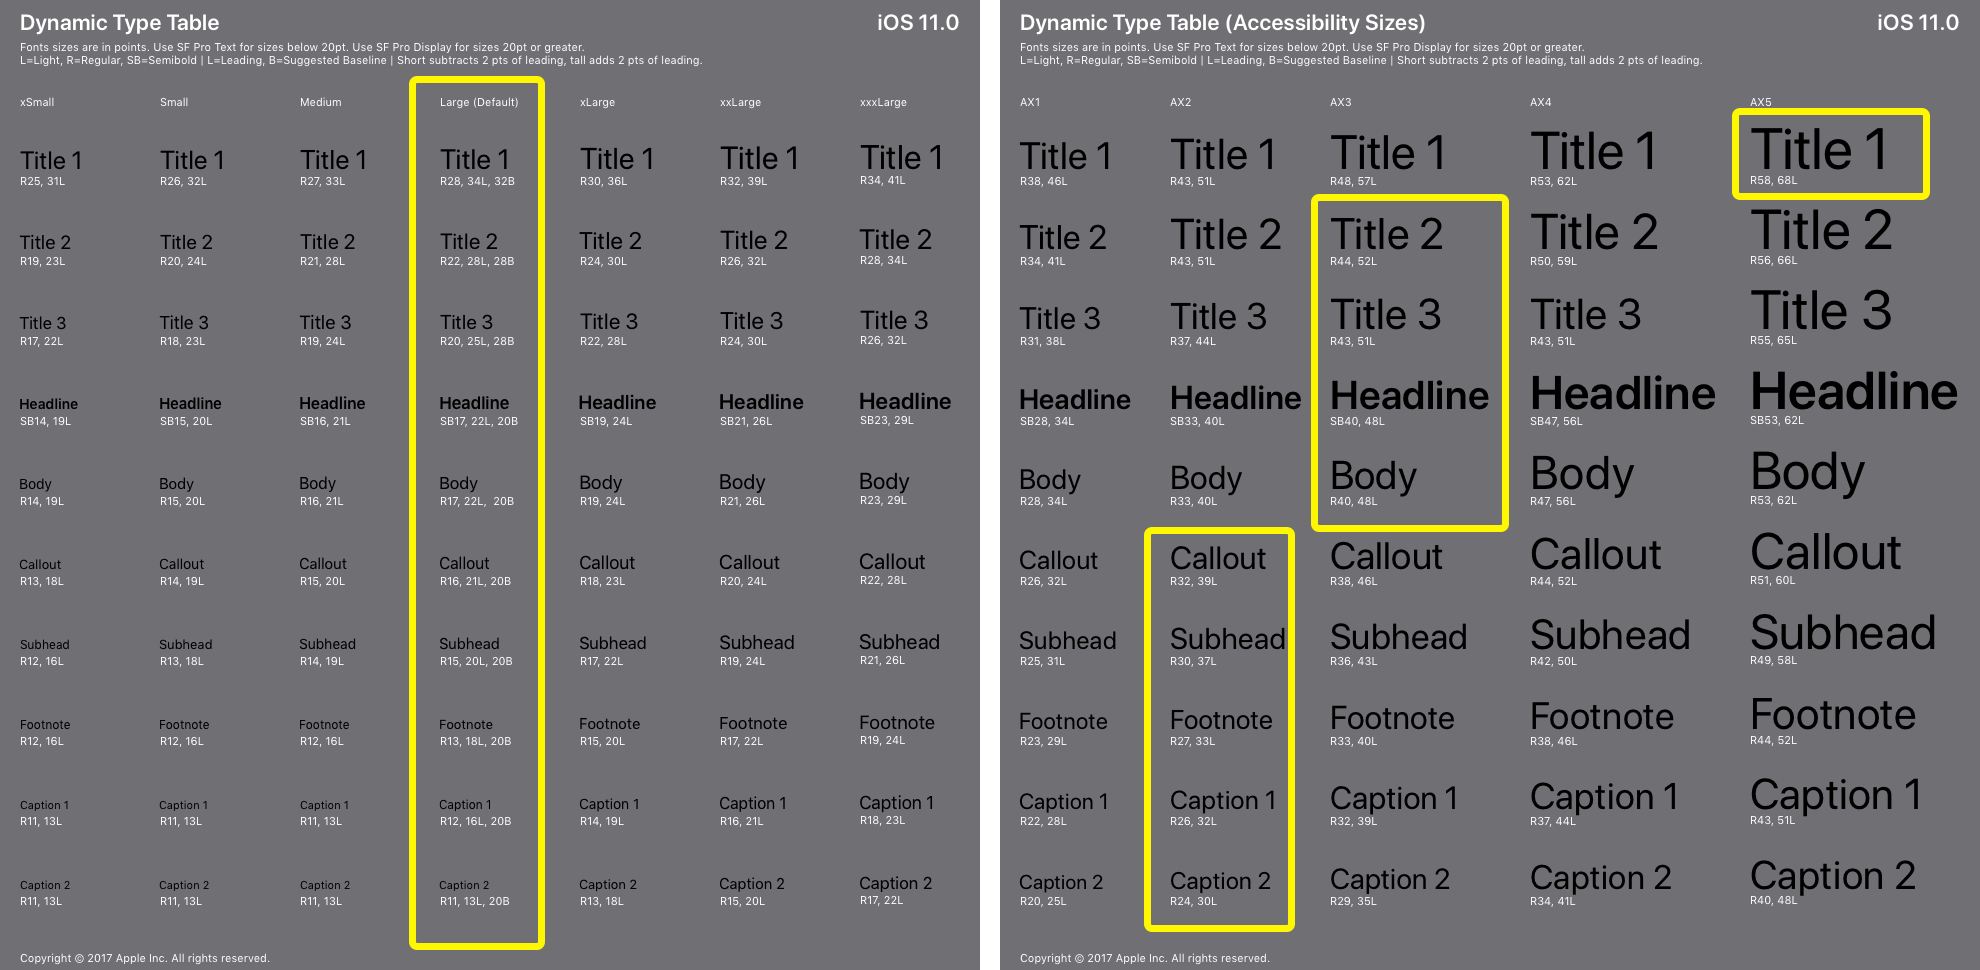 Dynamic Type Table
iOS 11.0
Fonts sizes are in points. Use SF Pro Text for sizes below 20pt. Use SF Pro Display for sizes 20pt or greater.
L=Light, R=Regular, SB=Semibold | L=Leading, B=Suggested Baseline | Short subtracts 2 pts of leading, tall adds 2 pts of leading.
xSmall Small Medium Large (Default) xLarge xxLarge xxxLarge
Title 1 Title 1 Title 1 Title 1 Title 1 Title 1 Title 1
R25, 31L R26, 32L R27, 33L R28, 34L, 32B R30, 36L R32, 39L R34, 41L
Title 2 Title 2 Title 2 Title 2 Title 2 Title 2 Title 2
R19, 23L R20, 24L R21, 28L R22, 28L, 28B R24, 30L R26, 32L R28, 34L
Title 3 Title 3 Title 3 Title 3 Title 3 Title 3 Title 3
R17, 22L R18, 23L R19, 24L R20, 25L, 28B R22, 28L R24, 30L R26, 32L
Headline Headline Headline Headline Headline Headline Headline
SB14, 19L SB15, 20L SB16, 21L SB17, 22L, 20B SB19, 24L SB21, 26L SB23, 29L
Body Body Body Body Body Body Body
R14, 19L R15, 20L R16, 21L R17, 22L, 20B R19, 24L R21, 26L R23, 29L
Callout Callout Callout Callout Callout Callout Callout
R13, 18L R14, 19L R15, 20L R16, 21L, 20B R18, 23L R20, 24L R22, 28L
Subhead Subhead Subhead Subhead Subhead Subhead Subhead
R12, 16L R13, 18L R14, 19L R15, 20L, 20B R17, 22L R19, 24L R21, 26L
Footnote Footnote Footnote Footnote Footnote Footnote Footnote
R12, 16L R12, 16L R12, 16L R13, 18L, 20B R15, 20L R17, 22L R19, 24L
Caption 1 Caption 1 Caption 1 Caption 1 Caption 1 Caption 1 Caption 1
R11, 13L R11, 13L R11, 13L R12, 16L, 20B R14, 19L R16, 21L R18, 23L
Caption 2 Caption 2 Caption 2 Caption 2 Caption 2 Caption 2 Caption 2
R11, 13L R11, 13L R11, 13L R11, 13L, 20B R13, 18L R15, 20L R17, 22L
Copyright © 2017 Apple Inc. All rights reserved.
Dynamic Type Table (Accessibility Sizes)
iOS 11.0
Fonts sizes are in points. Use SF Pro Text for sizes below 20pt. Use SF Pro Display for sizes 20pt or greater.
L=Light, R=Regular, SB=Semibold | L=Leading, B=Suggested Baseline | Short subtracts 2 pts of leading, tall adds 2 pts of leading.
AX1 AX2 AX3 AX4 AX5
Title 1 Title 1 Title 1 Title 1 Title 1
R38, 46L R43, 51L R48, 57L R53, 62L R58, 68L
Title 2 Title 2 Title 2 Title 2 Title 2
R34, 41L R43, 51L R44, 52L R50, 59L R56, 66L
Title 3 Title 3 Title 3 Title 3 Title 3
R31, 38L R37, 44L R43, 51L R43, 51L R55, 65L
Headline Headline Headline Headline Headline
SB28, 34L SB33, 40L SB40, 48L SB47, 56L SB53, 62L
Body Body Body Body Body
R28, 34L R33, 40L R40, 48L R47, 56L R53, 62L
Callout Callout Callout Callout Callout
R26, 32L R32, 39L R38, 46L R44, 52L R51, 60L
Subhead Subhead Subhead Subhead Subhead
R25, 31L R30, 37L R36, 43L R42, 50L R49, 58L
Footnote Footnote Footnote Footnote Footnote
R23, 29L R27, 33L R33, 40L R38, 46L R44, 52L
Caption 1 Caption 1 Caption 1 Caption 1 Caption 1
R22, 28L R26, 32L R32, 39L R37, 44L R43, 51L
Caption 2 Caption 2 Caption 2 Caption 2 Caption 2
R20, 25L R24, 30L R29, 35L R34, 41L R40, 48L
Copyright © 2017 Apple Inc. All rights reserved.